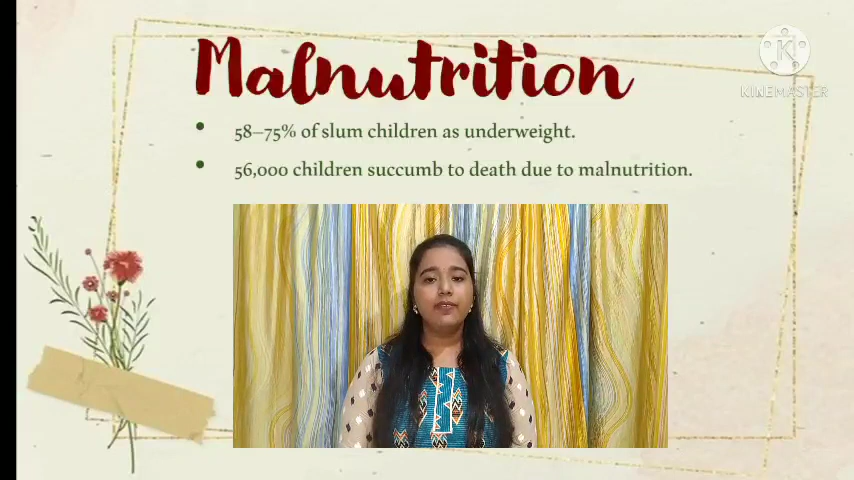 Malnutrition
K
KINEMASTER
• 58–75% of slum children as underweight.
• 56,000 children succumb to death due to malnutrition.